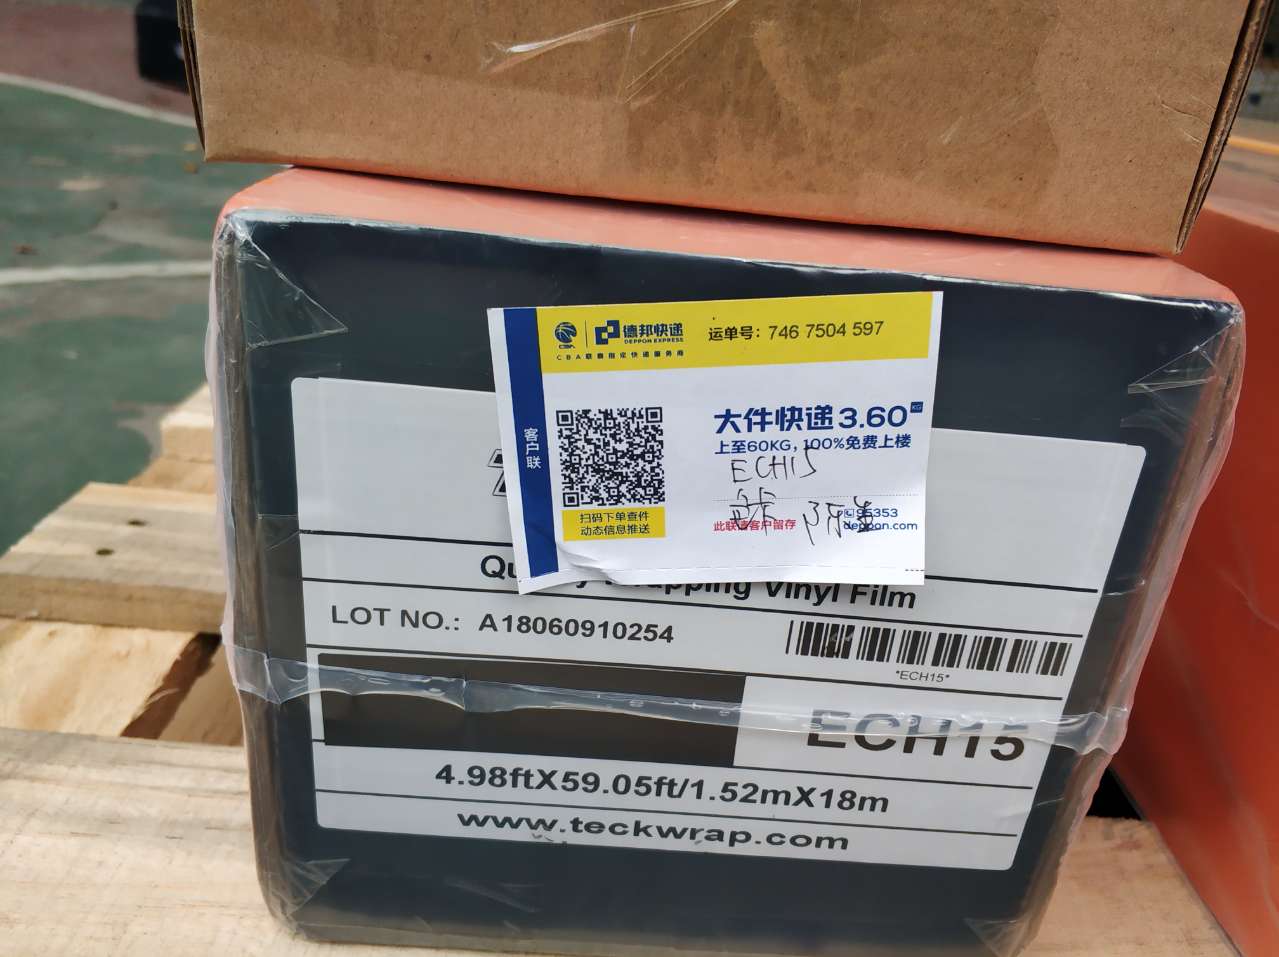 德邦快递
DEPPON EXPRESS
CBA联赛指定快递服务商
运单号：746 7504 597
客户联
大件快递3.60KG
上至60KG，100%免费上楼
ECH15
此联请客户留存
95353
deppon.com
扫码下单查件
动态信息推送
Wrapping Vinyl Film
LOT NO.: A18060910254
*ECH15*
ECH15
4.98ftX59.05ft/1.52mX18m
www.teckwrap.com